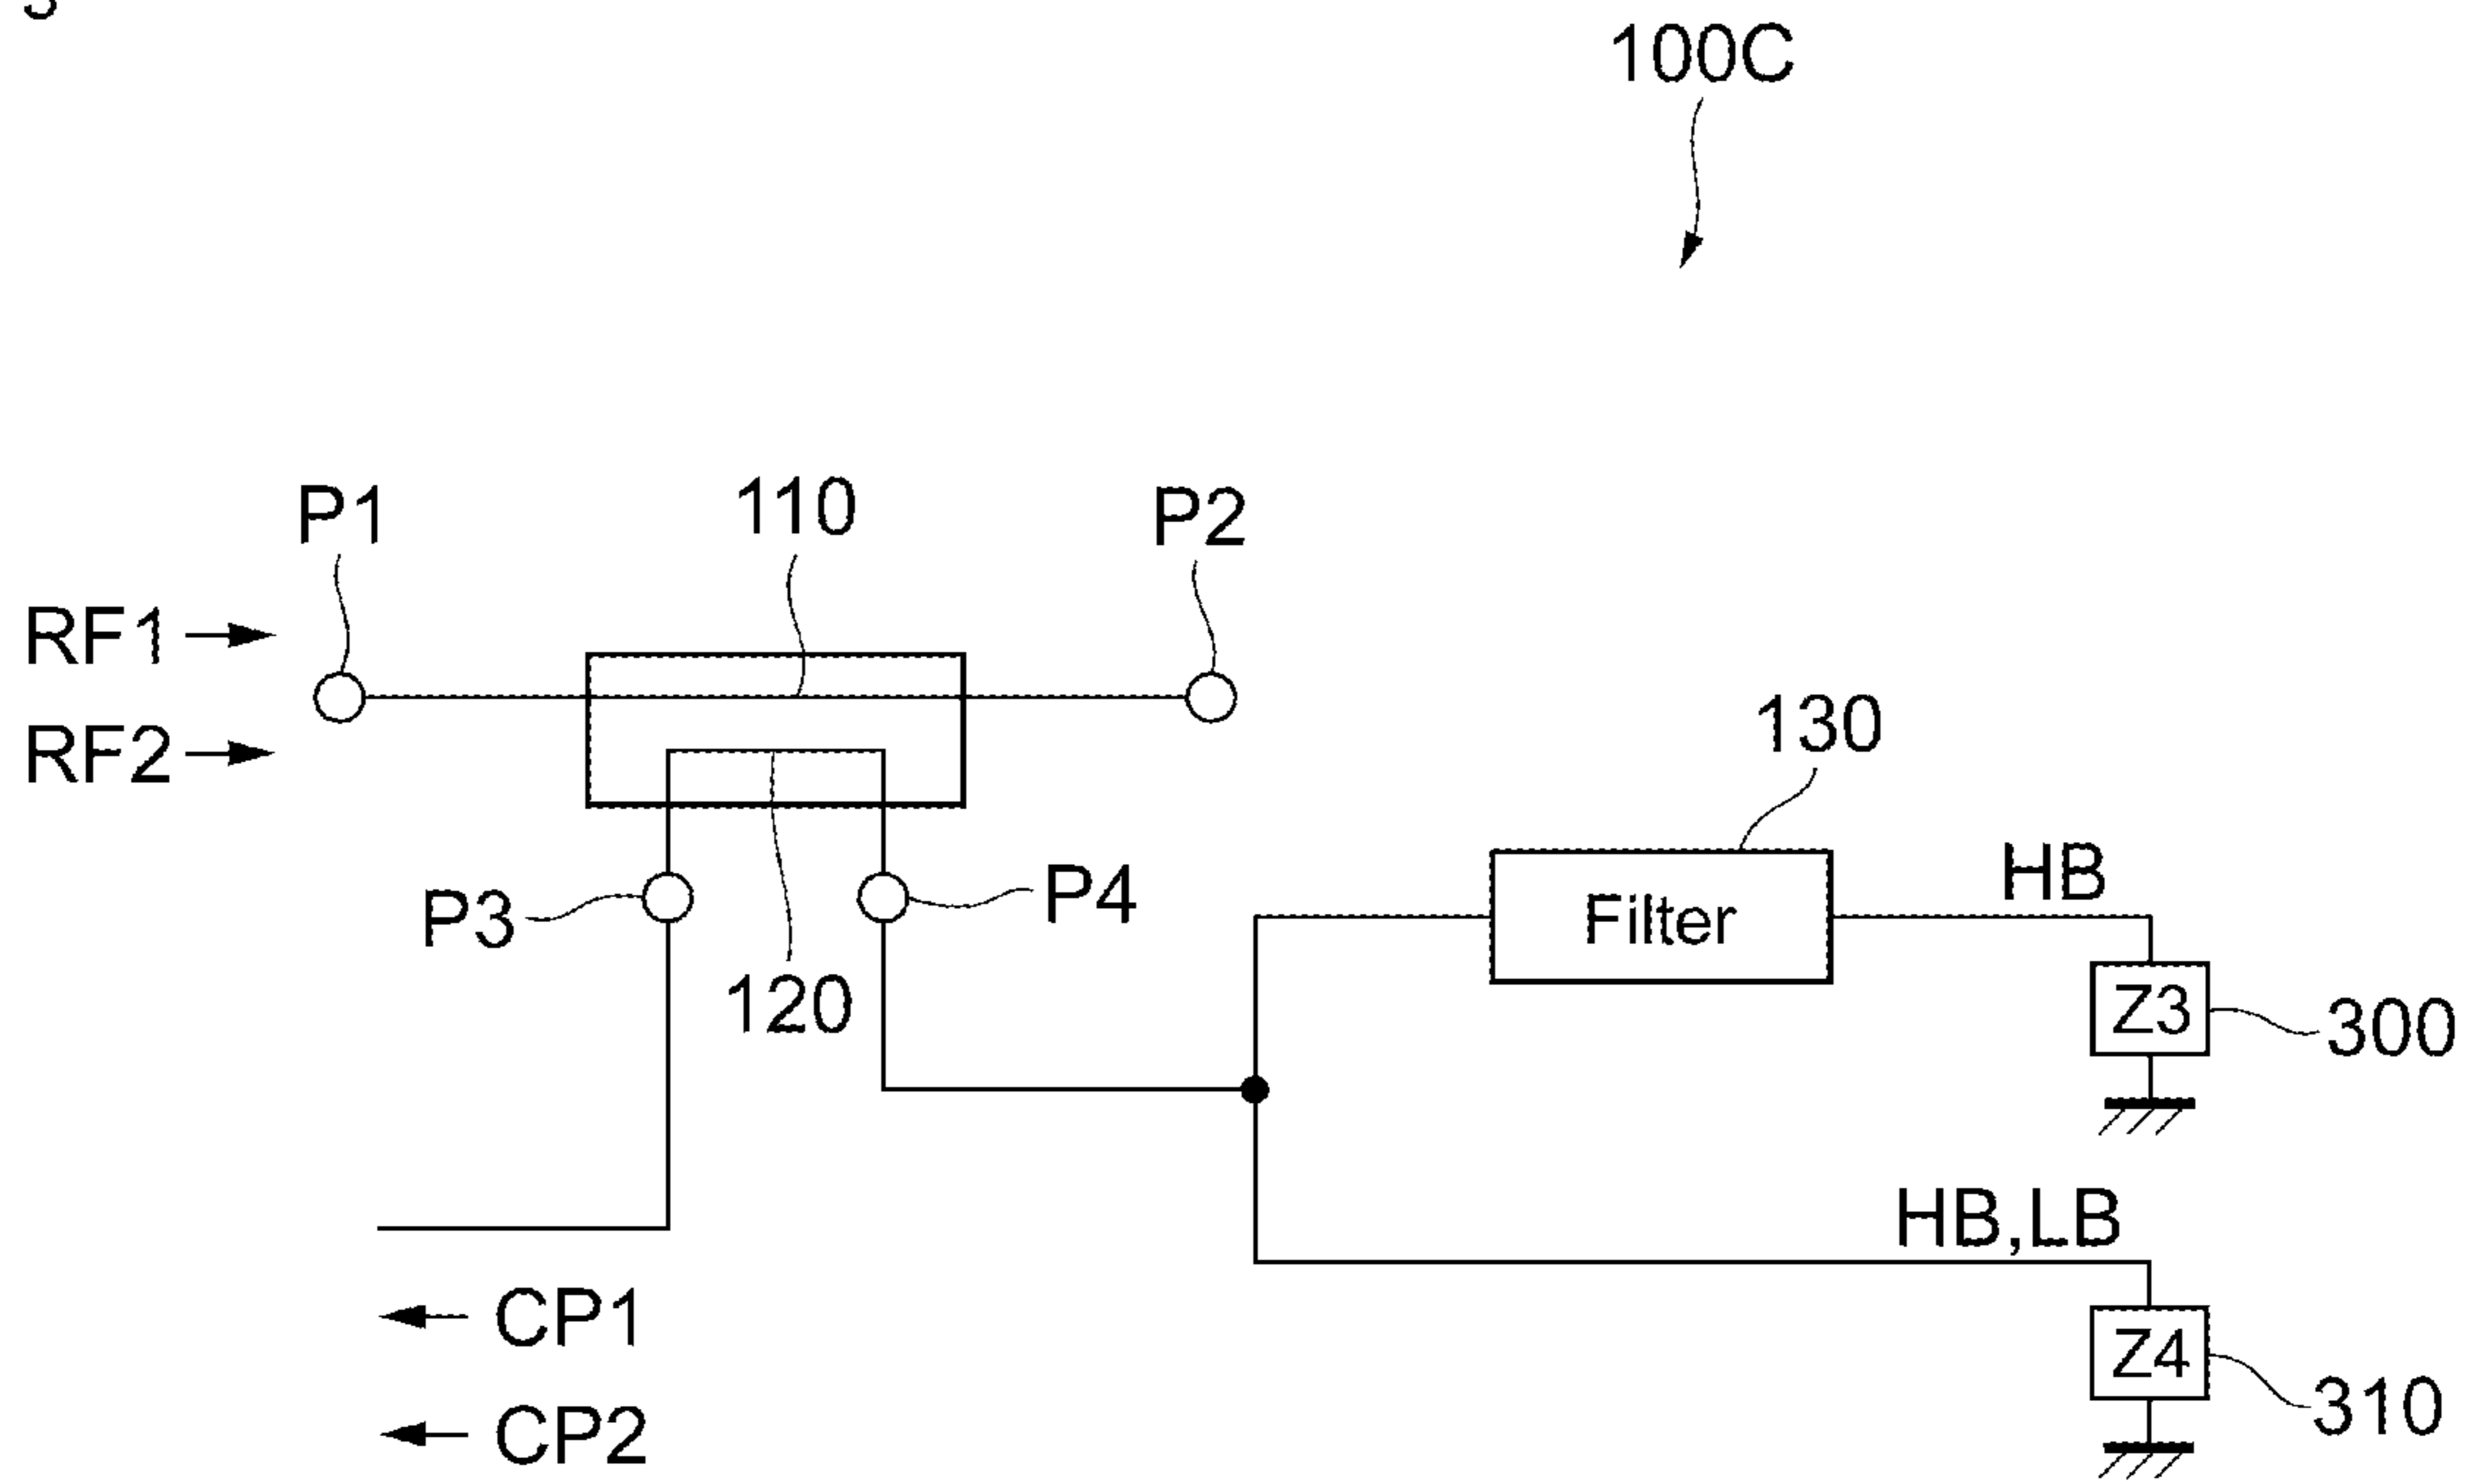 100C
P1
110
P2
RF1
RF2
130
Filter
HB
P3
P4
120
Z3
300
HB,LB
CP1
Z4
310
CP2